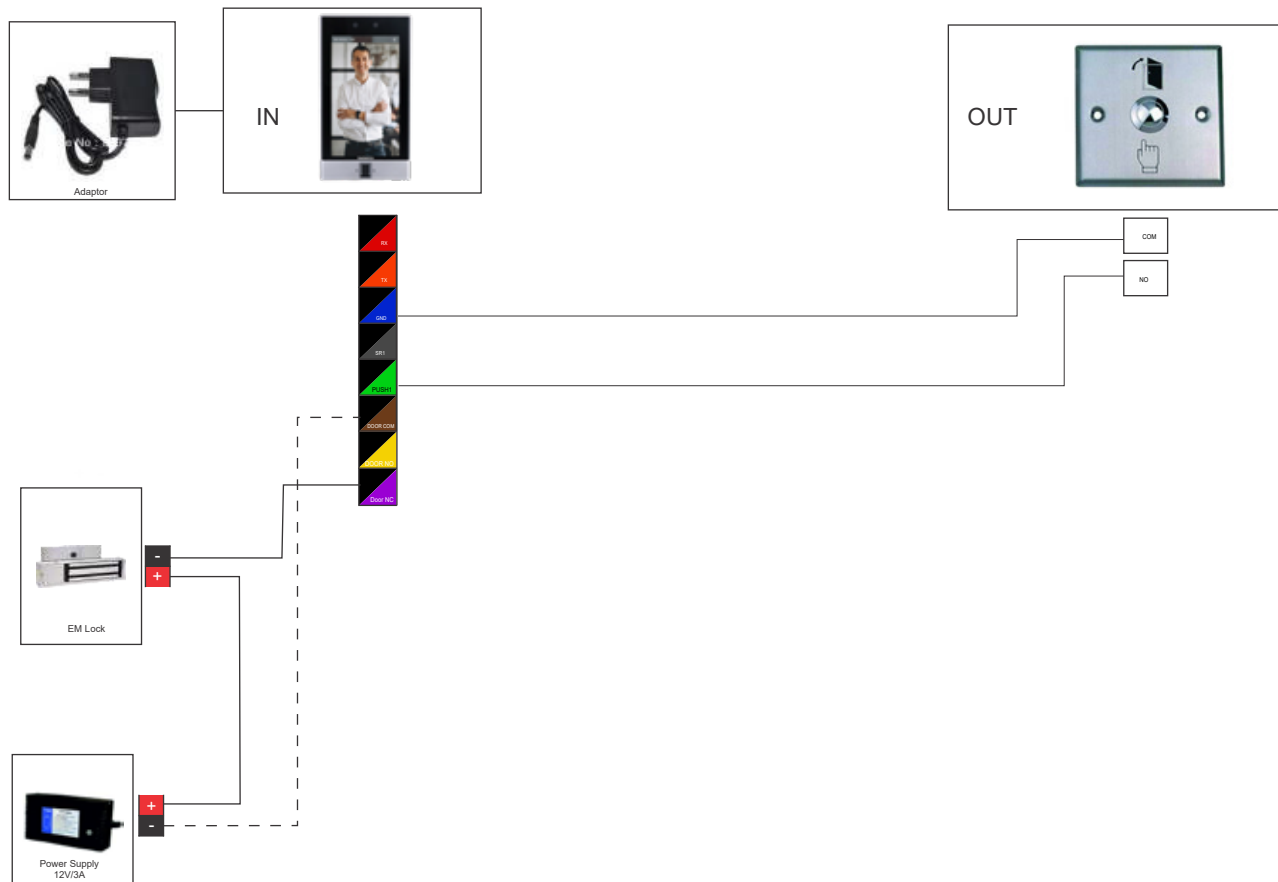 IN
OUT
Adaptor
RX
TX
GND
SR1
PUSH1
DOOR COM
DOOR NO
Door NC
COM
NO
-
+
EM Lock
+
-
Power Supply
12V/3A